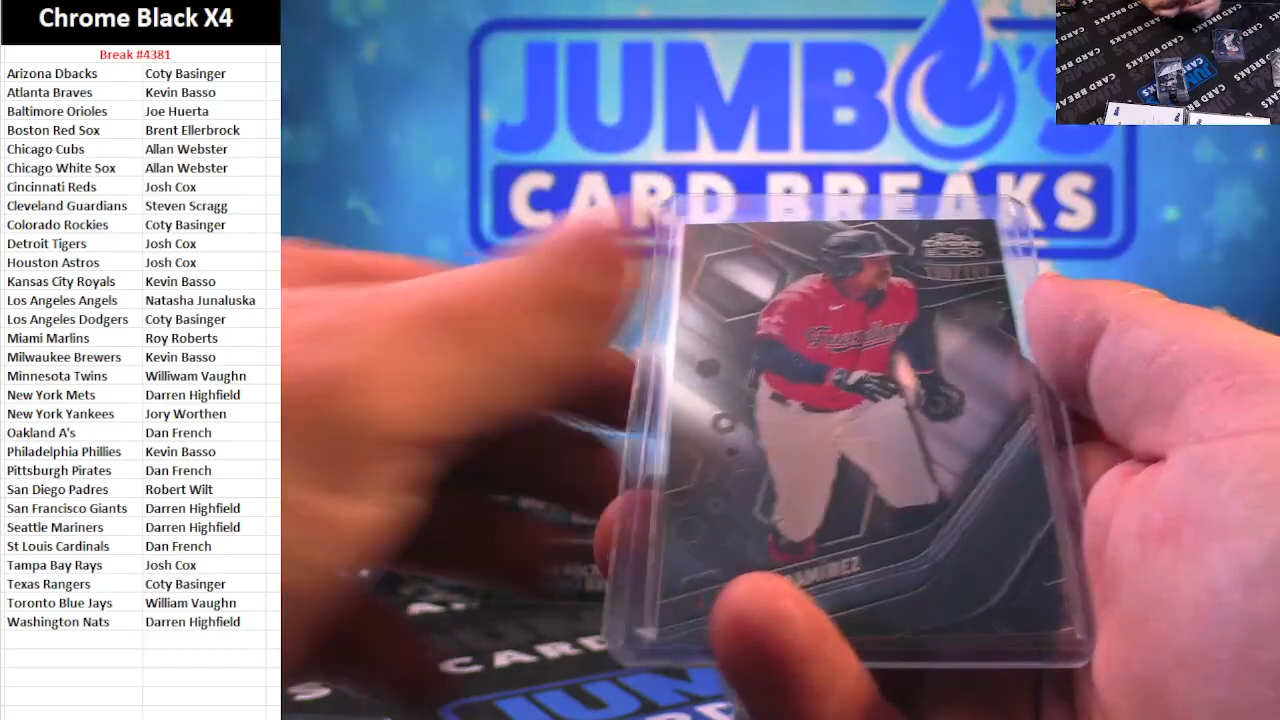 Chrome Black X4
Break #4381
Arizona Dbacks Coty Basinger
Atlanta Braves Kevin Basso
Baltimore Orioles Joe Huerta
Boston Red Sox Brent Ellerbrock
Chicago Cubs Allan Webster
Chicago White Sox Allan Webster
Cincinnati Reds Josh Cox
Cleveland Guardians Steven Scragg
Colorado Rockies Coty Basinger
Detroit Tigers Josh Cox
Houston Astros Josh Cox
Kansas City Royals Kevin Basso
Los Angeles Angels Natasha Junaluska
Los Angeles Dodgers Coty Basinger
Miami Marlins Roy Roberts
Milwaukee Brewers Kevin Basso
Minnesota Twins Williwam Vaughn
New York Mets Darren Highfield
New York Yankees Jory Worthen
Oakland A's Dan French
Philadelphia Phillies Kevin Basso
Pittsburgh Pirates Dan French
San Diego Padres Robert Wilt
San Francisco Giants Darren Highfield
Seattle Mariners Darren Highfield
St Louis Cardinals Dan French
Tampa Bay Rays Josh Cox
Texas Rangers Coty Basinger
Toronto Blue Jays William Vaughn
Washington Nats Darren Highfield
JUMBO'S
CARD BREAKS
CHROME
BLACK
CARD BREAKS